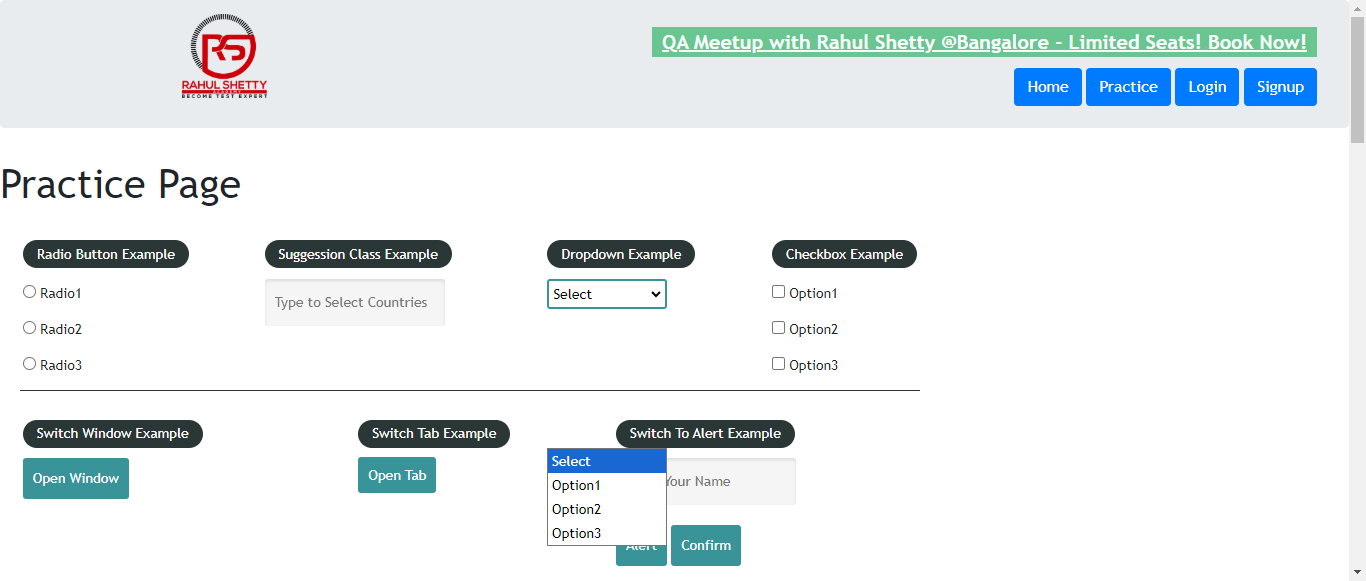 RAHUL SHETTY
ACADEMY
BECOME TEST EXPERT
QA Meetup with Rahul Shetty @Bangalore - Limited Seats! Book Now!
Home Practice Login Signup
Practice Page
Radio Button Example Suggession Class Example Dropdown Example Checkbox Example
Radio1 Type to Select Countries Select Option1
Radio2 Option2
Radio3 Option3
Switch Window Example Switch Tab Example Switch To Alert Example
Open Window Open Tab Your Name
Select
Option1
Option2
Option3
Alert Confirm